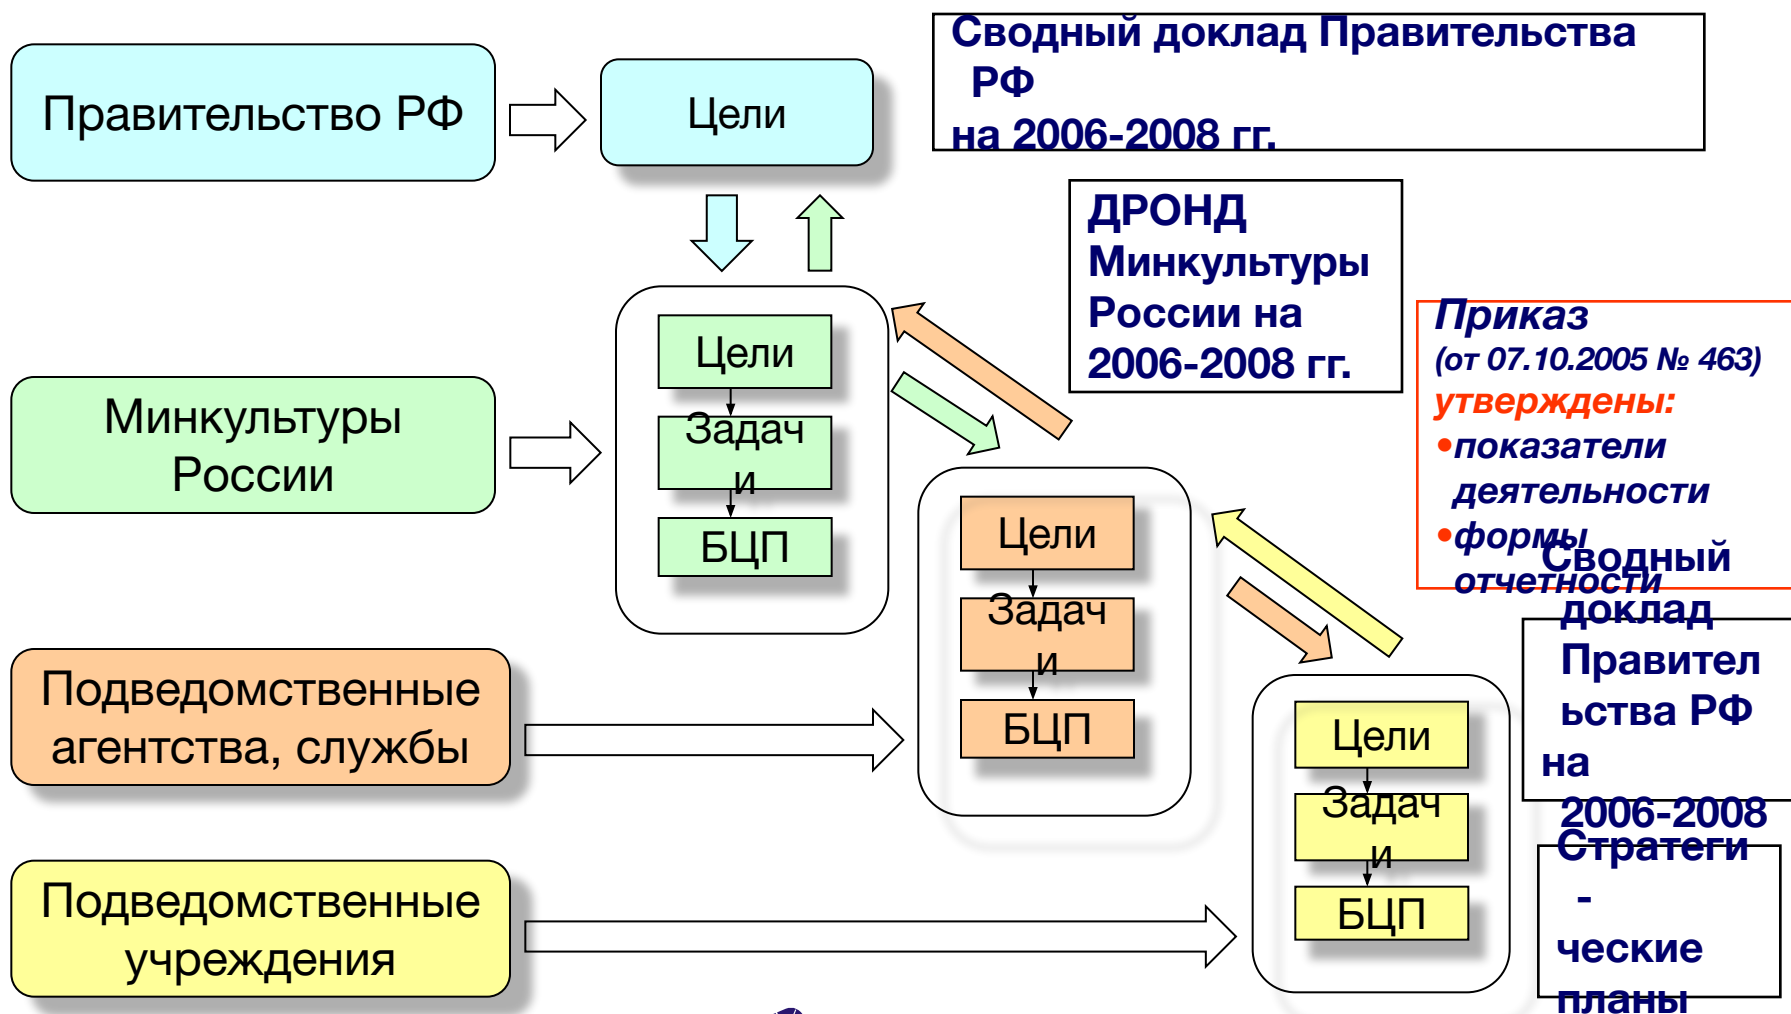 Правительство РФ
Цели
Сводный доклад Правительства
РФ
на 2006-2008 гг.
ДРОНД
Минкультуры
России на
2006-2008 гг.
Минкультуры
России
Цели
Задач
и
БЦП
Приказ
(от 07.10.2005 № 463)
утверждены:
•показатели
деятельности
•формы
отчетности
Подведомственные
агентства, службы
Цели
Задач
и
БЦП
Сводный
доклад
Правител
ьства РФ
на
2006-2008
Подведомственные
учреждения
Цели
Задач
и
БЦП
Стратеги
-
ческие
планы